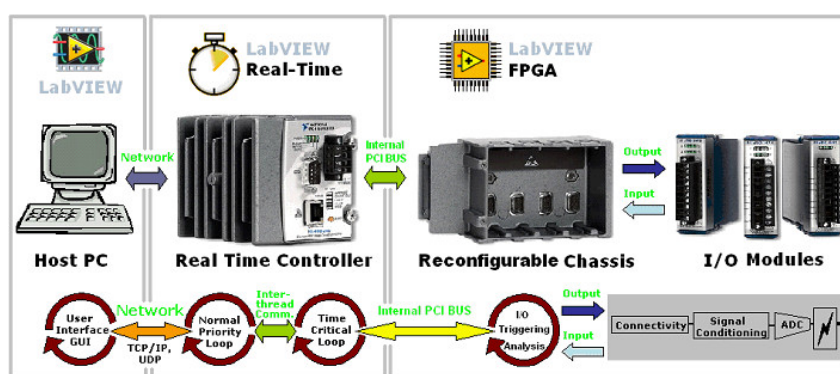 LabVIEW
LabVIEW
Real-Time
LabVIEW
FPGA
Network
Internal
PCI BUS
Output
Input
Host PC
Real Time Controller
Reconfigurable Chassis
I/O Modules
User
Interface
GUI
Network
TCP/IP,
UDP
Normal
Priority
Loop
Inter-
thread
Comm.
Time
Critical
Loop
Internal PCI BUS
I/O
Triggering
Analysis
Output
Input
Connectivity
Signal
Conditioning
ADC